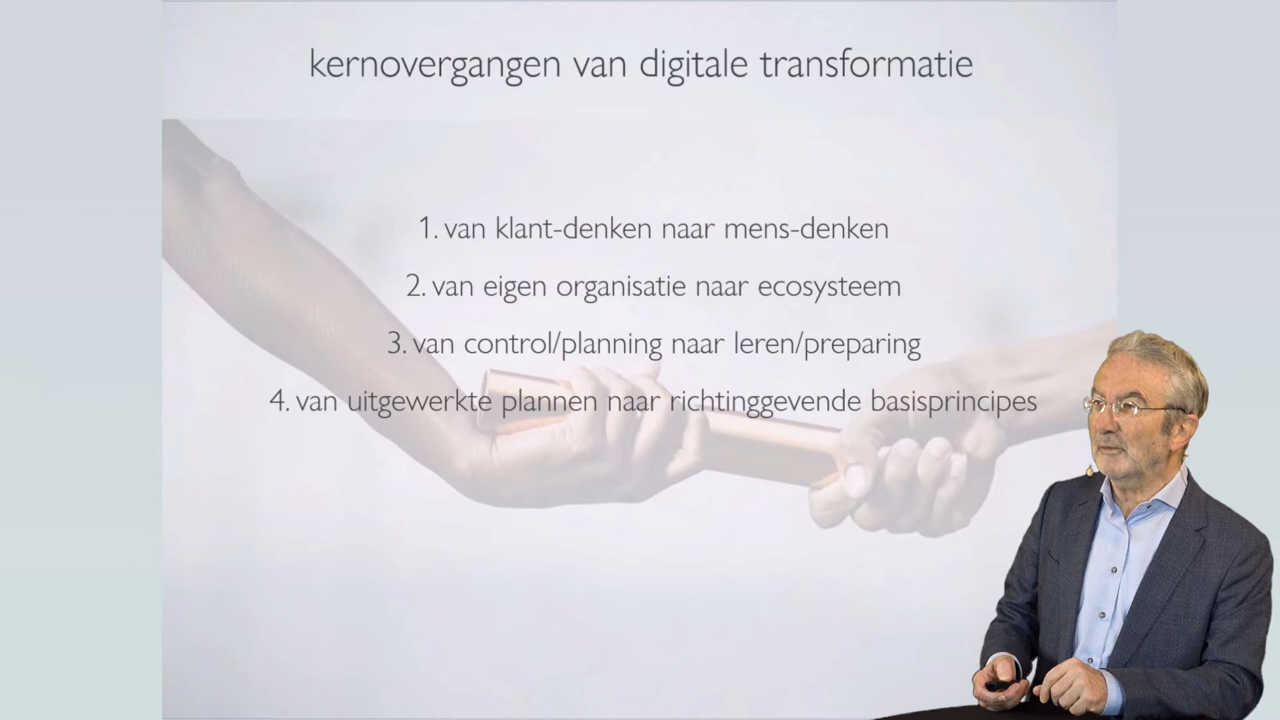 kernovergangen van digitale transformatie
1. van klant-denken naar mens-denken
2. van eigen organisatie naar ecosysteem
3. van control/planning naar leren/preparing
4. van uitgewerkte plannen naar richtinggevende basisprincipes